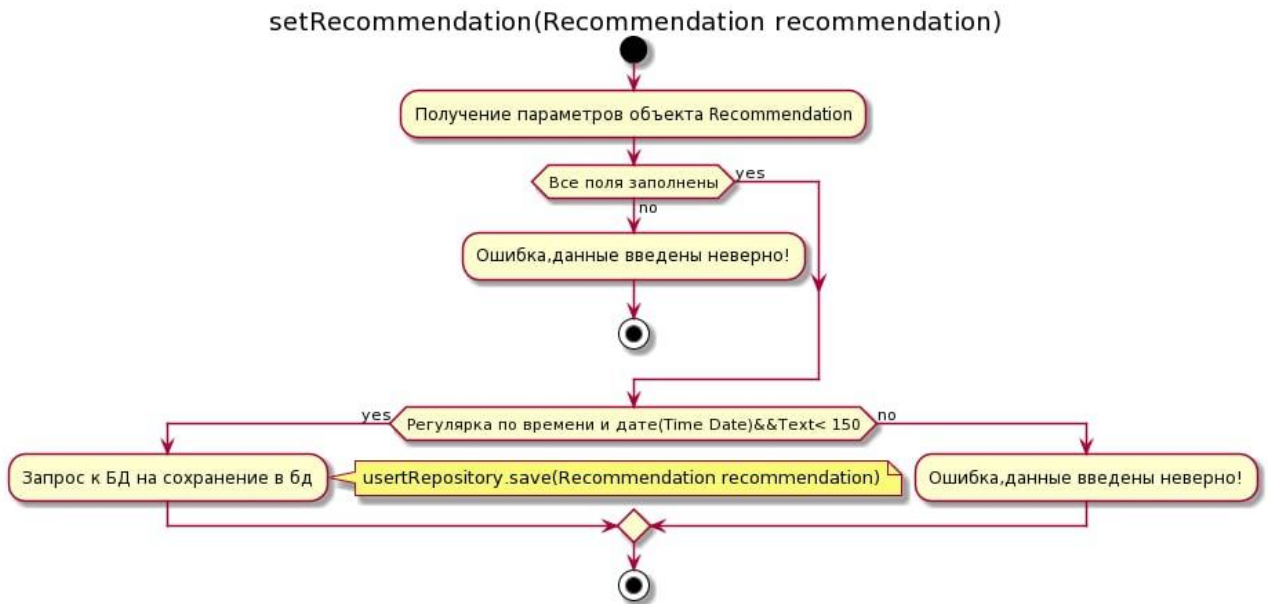 setRecommendation(Recommendation recommendation)
Получение параметров объекта Recommendation
Все поля заполнены
yes
no
Ошибка,данные введены неверно!
yes
Регулярка по времени и дате(Time Date)&&Text< 150
no
Запрос к БД на сохранение в бд
usertRepository.save(Recommendation recommendation)
Ошибка,данные введены неверно!